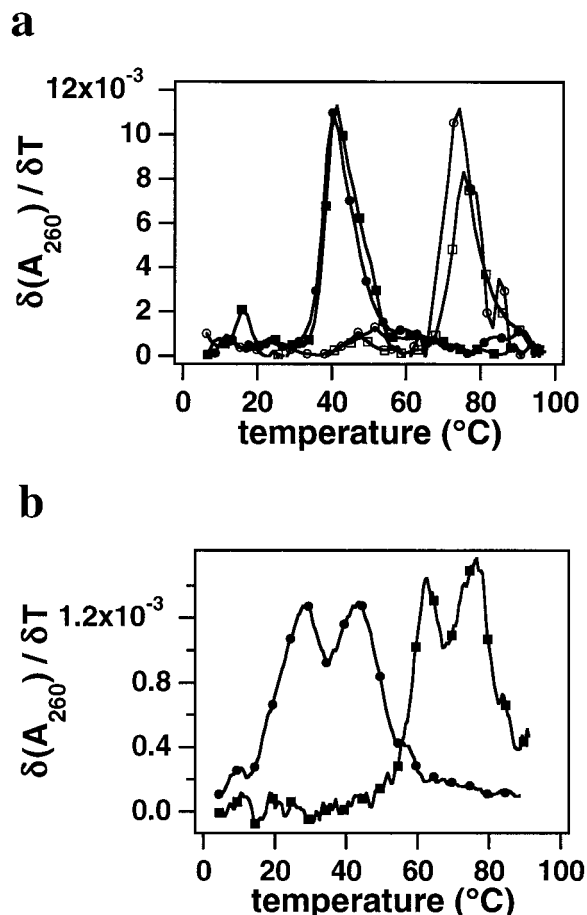 a
12x10⁻³
10
8
6
4
2
0
δ(A₂₆₀) / δT
0 20 40 60 80 100
temperature (°C)
b
1.2x10⁻³
0.8
0.4
0.0
δ(A₂₆₀) / δT
0 20 40 60 80 100
temperature (°C)